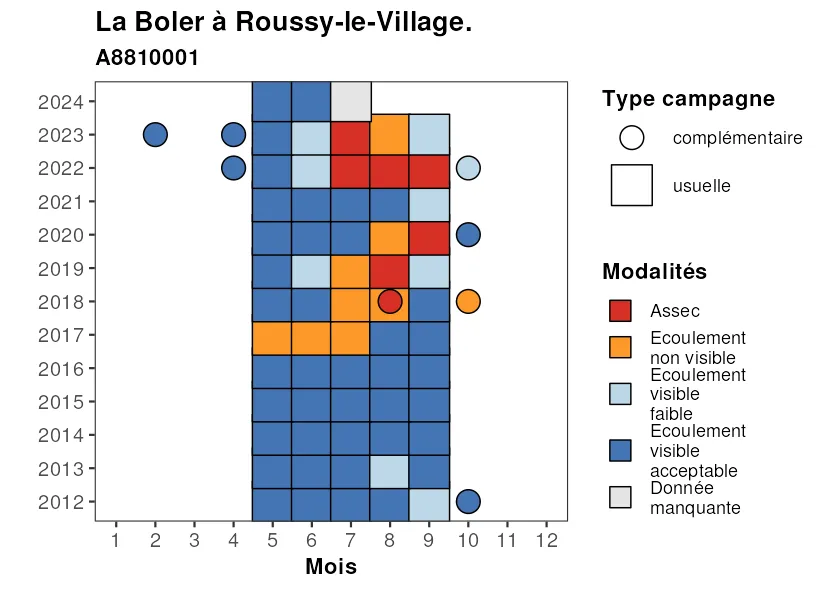 La Boler à Roussy-le-Village.
A8810001
2024
2023
2022
2021
2020
2019
2018
2017
2016
2015
2014
2013
2012
1 2 3 4 5 6 7 8 9 10 11 12
Mois
Type campagne
complémentaire
usuelle
Modalités
Assec
Ecoulement
non visible
Ecoulement
visible
faible
Ecoulement
visible
acceptable
Donnée
manquante